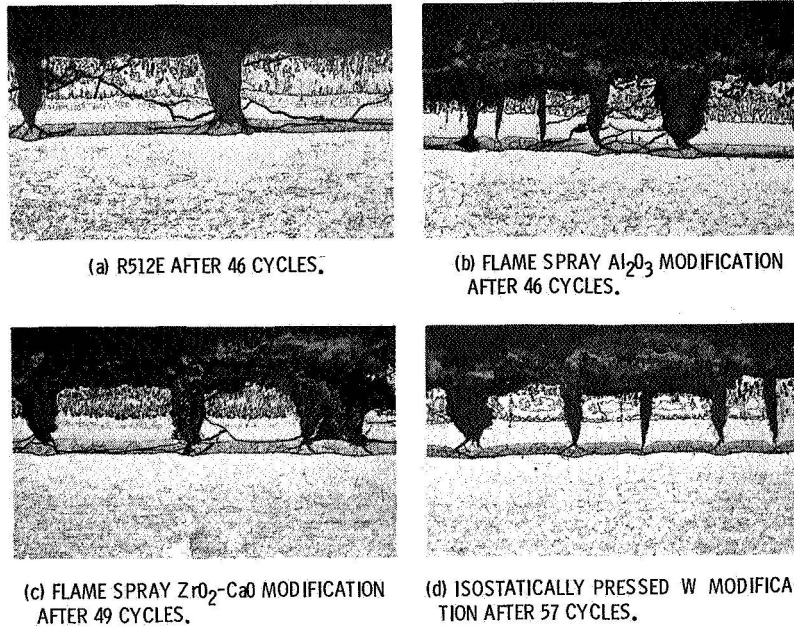 (a) R512E AFTER 46 CYCLES.
(b) FLAME SPRAY Al₂O₃ MODIFICATION
AFTER 46 CYCLES.
(c) FLAME SPRAY ZrO₂-CaO MODIFICATION
AFTER 49 CYCLES.
(d) ISOSTATICALLY PRESSED W MODIFICA-
TION AFTER 57 CYCLES.